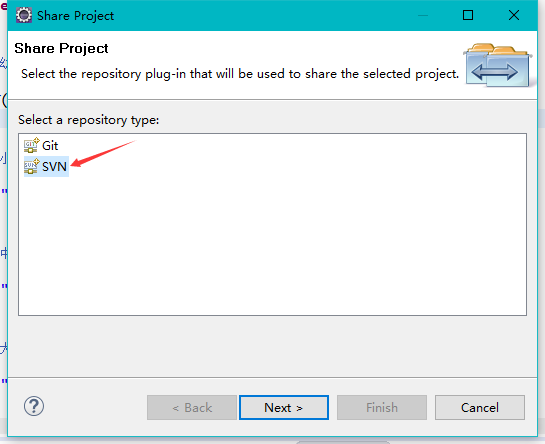 Share Project
Share Project
Select the repository plug-in that will be used to share the selected project.
Select a repository type:
Git
SVN
< Back
Next >
Finish
Cancel